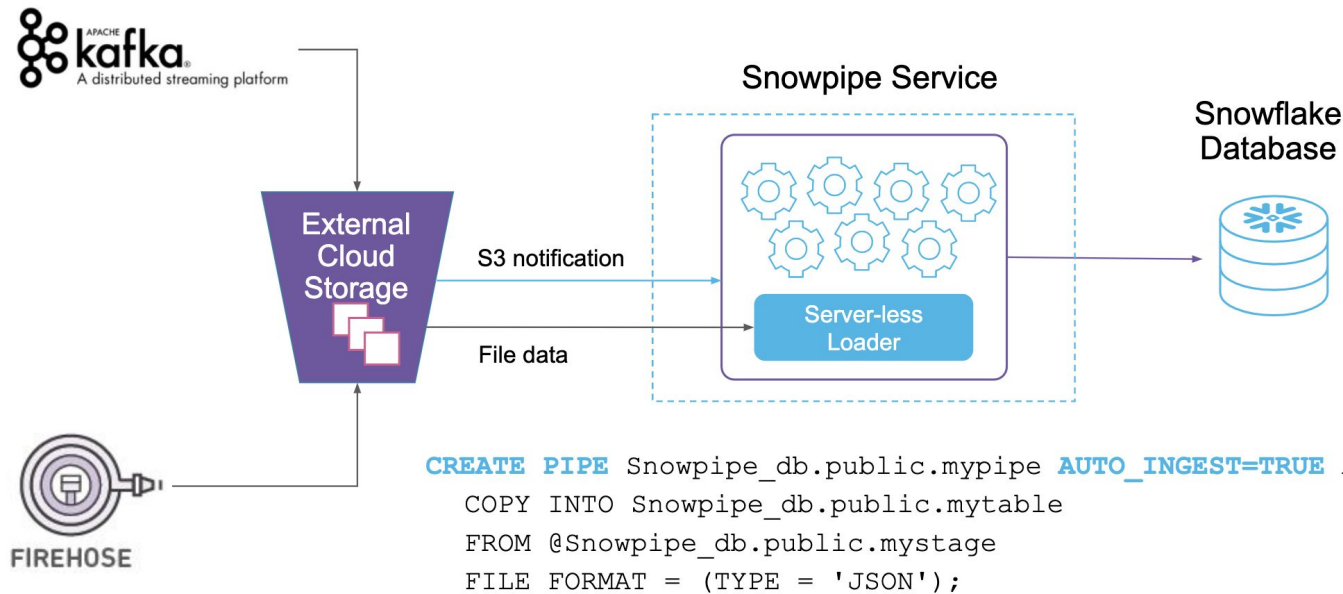 APACHE
kafka®
A distributed streaming platform
Snowpipe Service
Snowflake
Database
External
Cloud
Storage
S3 notification
File data
Server-less
Loader
FIREHOSE
CREATE PIPE Snowpipe_db.public.mypipe AUTO_INGEST=TRUE
COPY INTO Snowpipe_db.public.mytable
FROM @Snowpipe_db.public.mystage
FILE FORMAT = (TYPE = 'JSON');